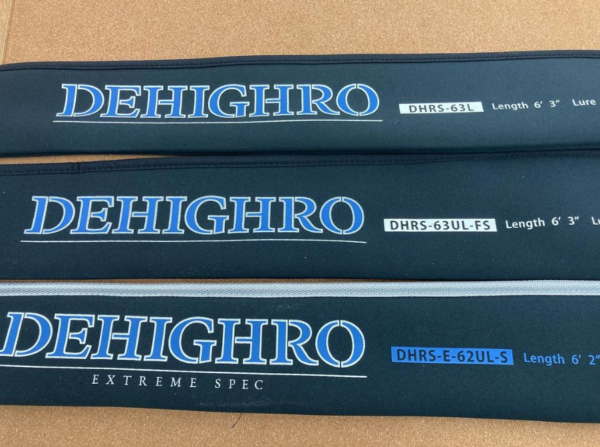 DEHIGHRO DHRS-63L Length 6' 3" Lure
DEHIGHRO DHRS-63UL-FS Length 6' 3"
DEHIGHRO DHRS-E-62UL-S Length 6' 2"
EXTREME SPEC